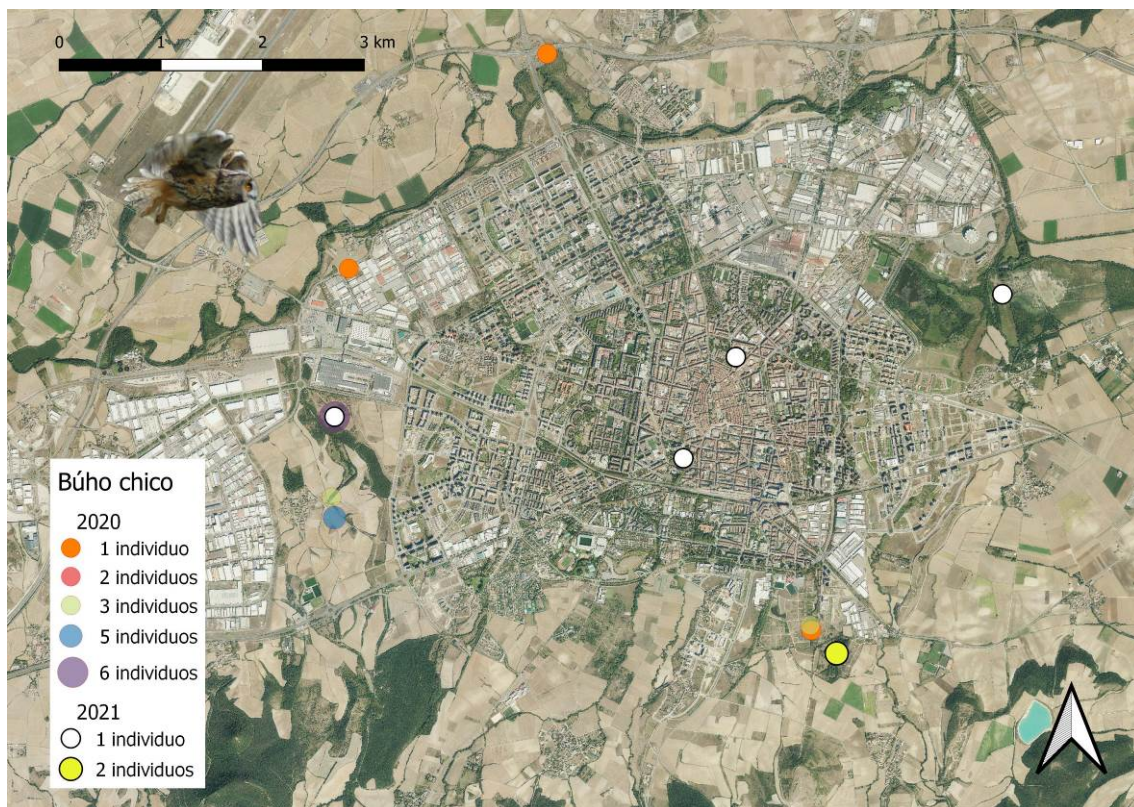 0 1 2 3 km
Búho chico
2020
1 individuo
2 individuos
3 individuos
5 individuos
6 individuos
2021
1 individuo
2 individuos